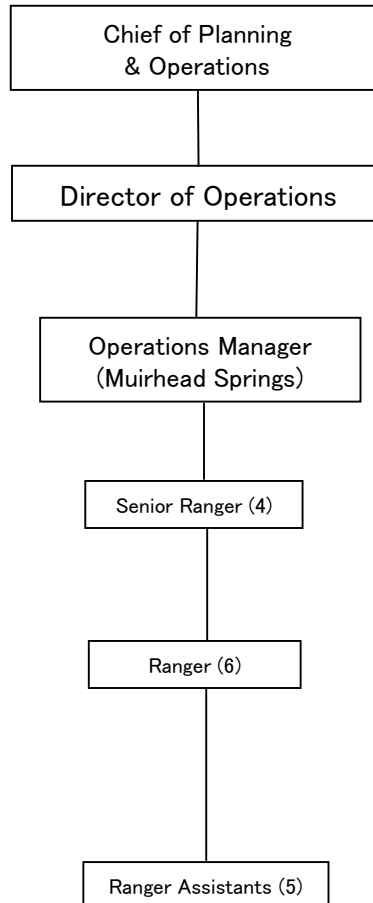 Chief of Planning
& Operations
Director of Operations
Operations Manager
(Muirhead Springs)
Senior Ranger (4)
Ranger (6)
Ranger Assistants (5)